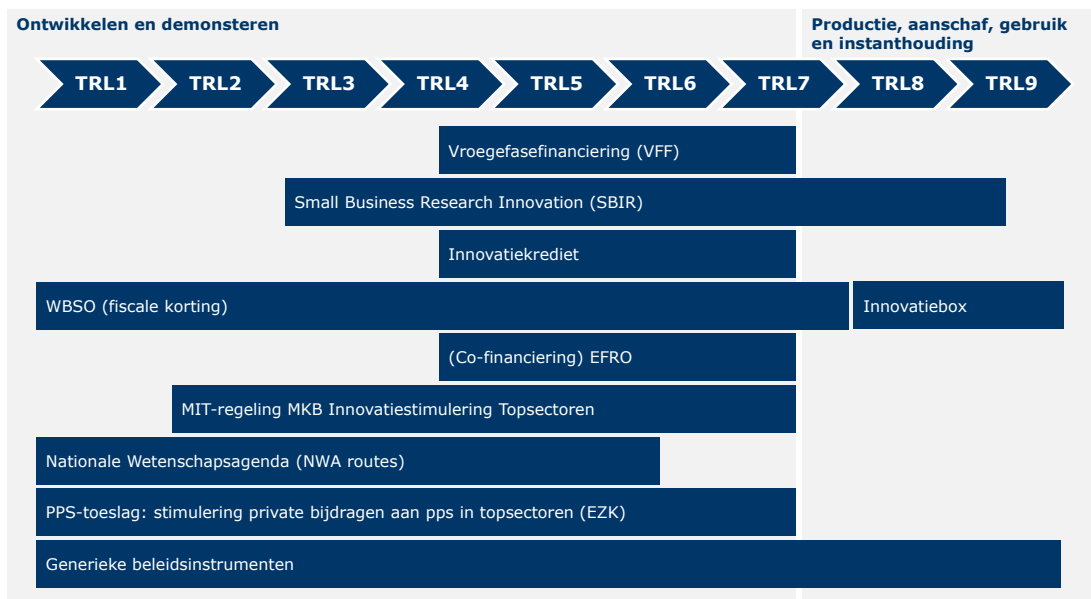 Ontwikkelen en demonsteren
Productie, aanschaf, gebruik
en instanthouding
TRL1
TRL2
TRL3
TRL4
TRL5
TRL6
TRL7
TRL8
TRL9
Vroegefasefinanciering (VFF)
Small Business Research Innovation (SBIR)
Innovatiekrediet
WBSO (fiscale korting)
Innovatiebox
(Co-financiering) EFRO
MIT-regeling MKB Innovatiestimulering Topsectoren
Nationale Wetenschapsagenda (NWA routes)
PPS-toeslag: stimulering private bijdragen aan pps in topsectoren (EZK)
Generieke beleidsinstrumenten